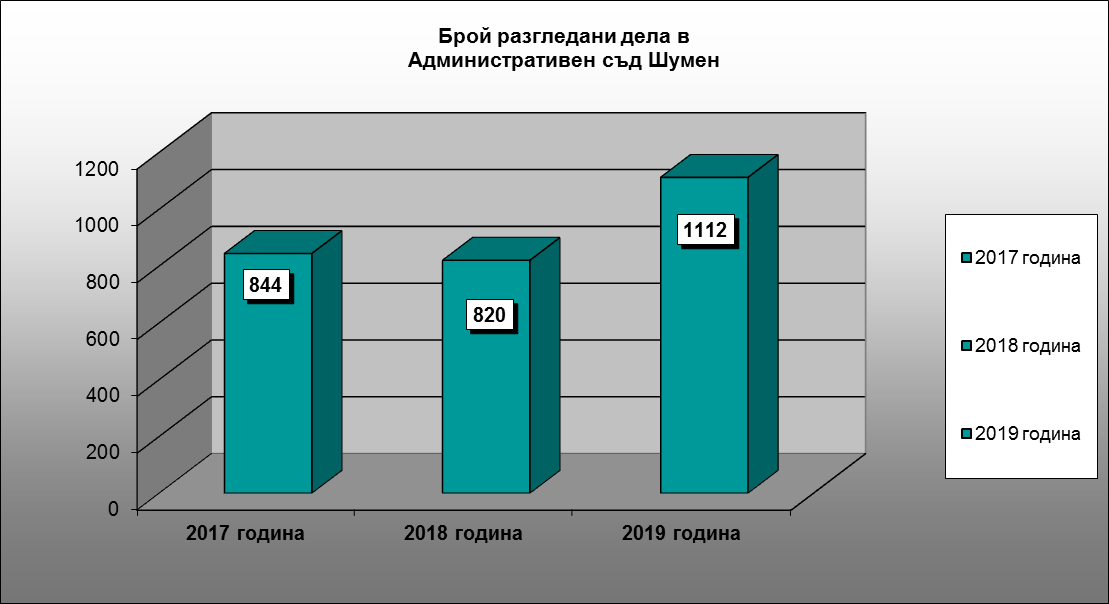 Брой разгледани дела в
Административен съд Шумен
1200
1000
800
600
400
200
0
844
820
1112
2017 година
2018 година
2019 година
2017 година
2018 година
2019 година